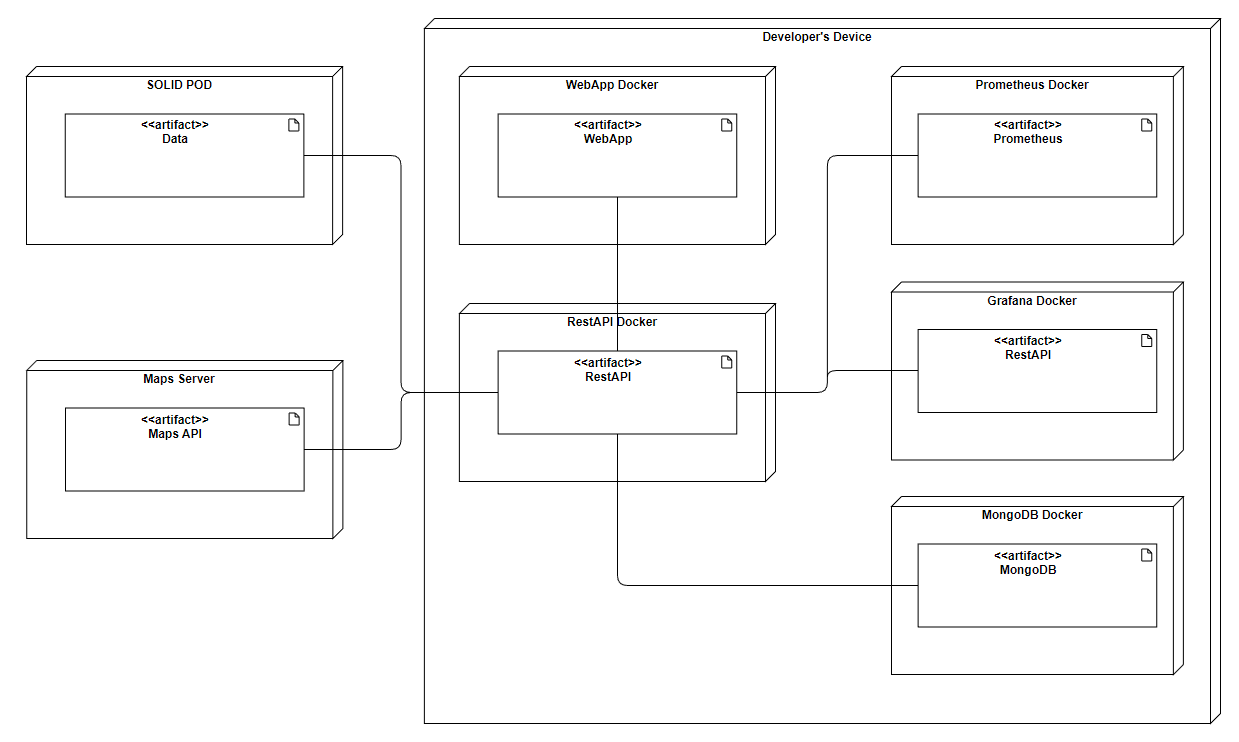 Developer's Device
SOLID POD
<<artifact>>
Data
WebApp Docker
<<artifact>>
WebApp
Prometheus Docker
<<artifact>>
Prometheus
RestAPI Docker
<<artifact>>
RestAPI
Grafana Docker
<<artifact>>
RestAPI
Maps Server
<<artifact>>
Maps API
MongoDB Docker
<<artifact>>
MongoDB